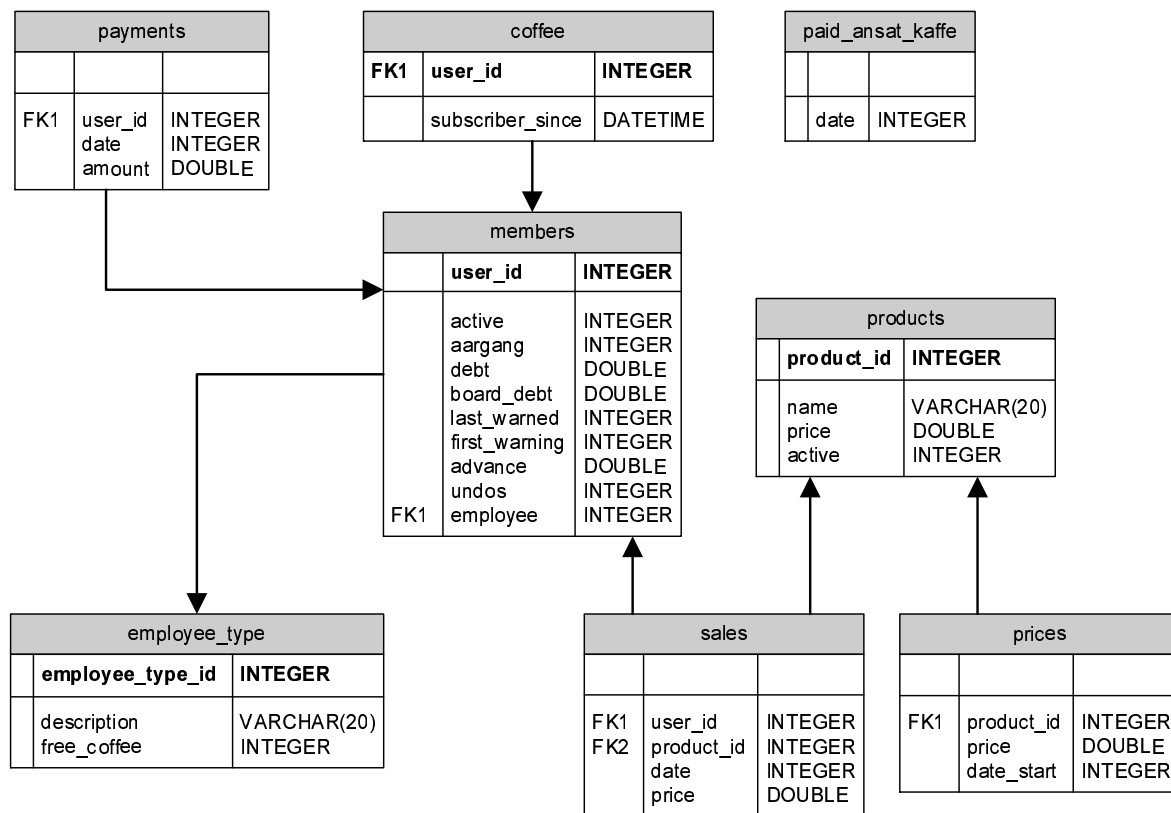 payments
FK1 user_id INTEGER
date INTEGER
amount DOUBLE
coffee
FK1 user_id INTEGER
subscriber_since DATETIME
paid_ansat_kaffe
date INTEGER
members
user_id INTEGER
active INTEGER
aargang INTEGER
debt DOUBLE
board_debt DOUBLE
last_warned INTEGER
first_warning INTEGER
advance DOUBLE
undos INTEGER
FK1 employee INTEGER
products
product_id INTEGER
name VARCHAR(20)
price DOUBLE
active INTEGER
employee_type
employee_type_id INTEGER
description VARCHAR(20)
free_coffee INTEGER
sales
FK1 user_id INTEGER
FK2 product_id INTEGER
date INTEGER
price DOUBLE
prices
FK1 product_id INTEGER
price DOUBLE
date_start INTEGER